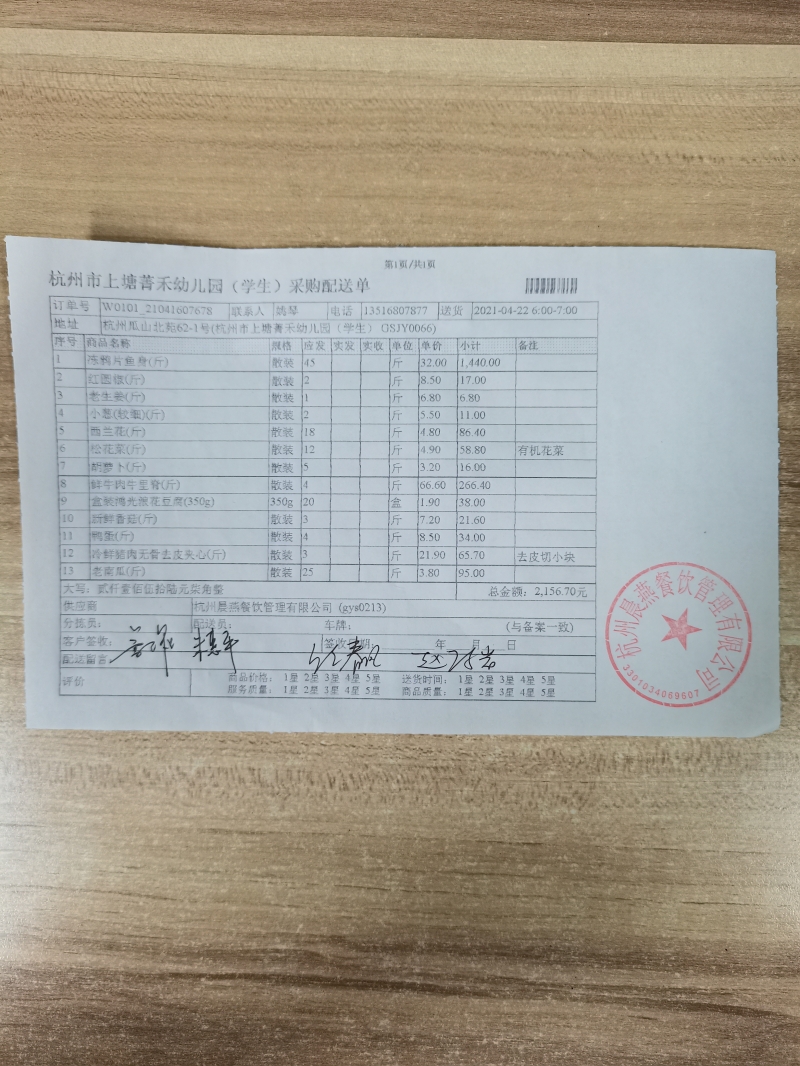 第1页/共1页
杭州市上塘菁禾幼儿园（学生）采购配送单
订单号 W0101_21041607678 联系人 姚琴 电话 13516807877 送货 2021-04-22 6:00-7:00
地址 杭州瓜山北苑62-1号(杭州市上塘菁禾幼儿园（学生） GSJY0066)
序号 商品名称 规格 应发 实发 实收 单位 单价 小计 备注
1 冻鸦片鱼身(斤) 散装 45 斤 32.00 1,440.00
2 红圆椒(斤) 散装 2 斤 8.50 17.00
3 老生姜(斤) 散装 1 斤 6.80 6.80
4 小葱(斤) 散装 2 斤 5.50 11.00
5 西兰花(斤) 散装 18 斤 4.80 86.40
6 松花菜(斤) 散装 12 斤 4.90 58.80 有机花菜
7 胡萝卜(斤) 散装 5 斤 3.20 16.00
8 鲜牛肉牛里脊(斤) 散装 4 斤 66.60 266.40
9 盒装鸿光浓花豆腐(350g) 350g 20 盒 1.90 38.00
10 新鲜香菇(斤) 散装 3 斤 7.20 21.60
11 鸭蛋(斤) 散装 4 斤 8.50 34.00
12 冷鲜猪肉无骨去皮夹心(斤) 散装 3 斤 21.90 65.70 去皮切小块
13 老南瓜(斤) 散装 25 斤 3.80 95.00
大写：贰仟壹佰伍拾陆元柒角整 总金额：2,156.70元
供应商 杭州晨燕餐饮管理有限公司 (gys0213)
分拣员： 配送员： 车牌： (与备案一致)
客户签收： 签收日期 年 月 日
配送留言
评价 商品价格： 1星 2星 3星 4星 5星 送货时间： 1星 2星 3星 4星 5星
服务质量： 1星 2星 3星 4星 5星 商品质量： 1星 2星 3星 4星 5星
杭州晨燕餐饮管理有限公司
3301034069607